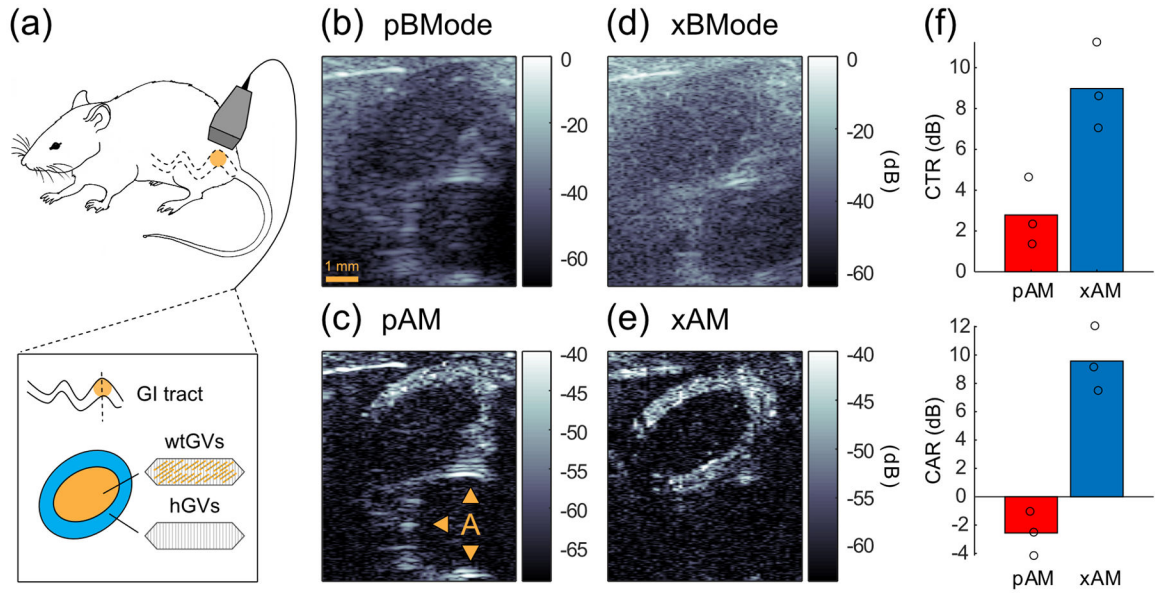 (a)
GI tract
wtGVs
hGVs
(b) pBMode
1 mm
0
-20
-40
-60
(d) xBMode
0
-20
-40
-60
(dB)
(c) pAM
A
-40
-45
-50
-55
-60
-65
(e) xAM
-40
-45
-50
-55
-60
(dB)
(f)
CTR (dB)
10
8
6
4
2
0
pAM xAM
CAR (dB)
12
10
8
6
4
2
0
-2
-4
pAM xAM